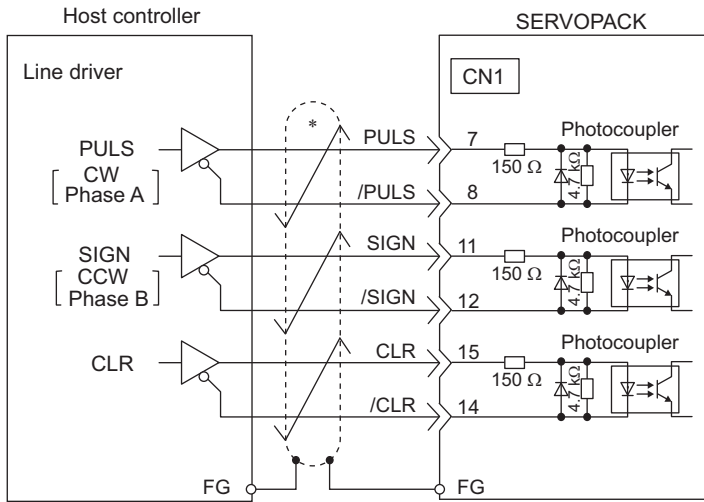 Host controller
SERVOPACK
Line driver
CN1
*
PULS
CW
Phase A
PULS
7
150 Ω
4.7 kΩ
Photocoupler
/PULS
8
SIGN
CCW
Phase B
SIGN
11
150 Ω
4.7 kΩ
Photocoupler
/SIGN
12
CLR
CLR
15
150 Ω
4.7 kΩ
Photocoupler
/CLR
14
FG
FG